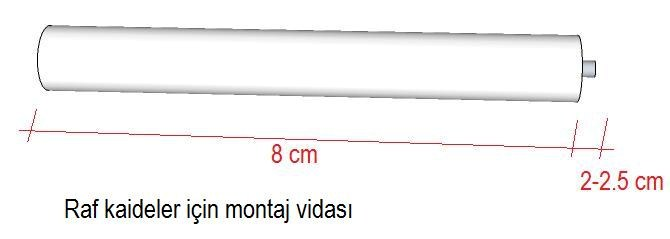 8 cm
2-2.5 cm
Raf kaideler için montaj vidası